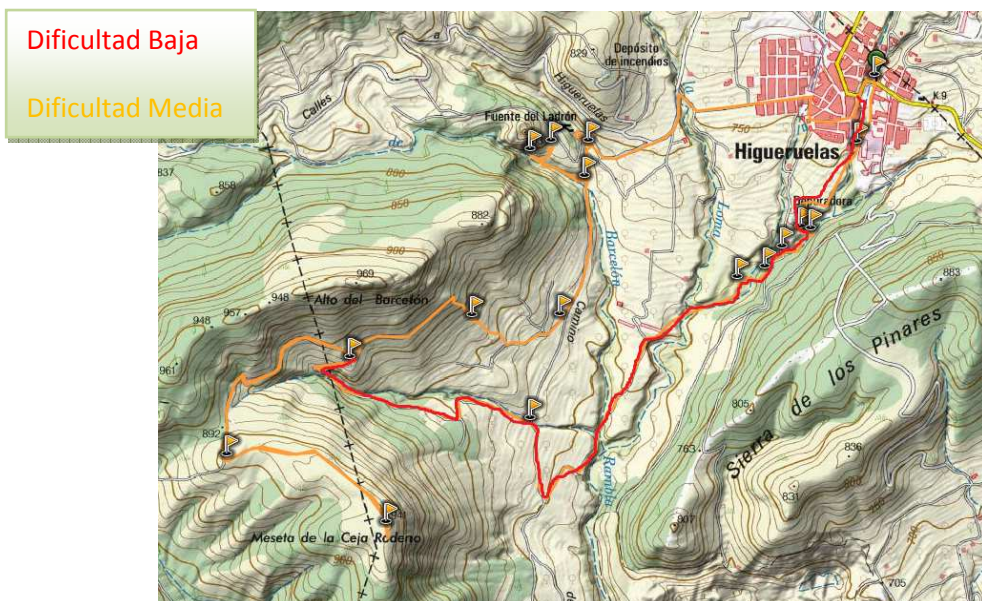 Dificultad Baja
Dificultad Media
829
Depósito
de incendios
Calles
Higueruelas
Fuente del Ladrón
750
K.9
Higueruelas
Depuradora
837
858
880
850
882
900
Loma
Barcelón
883
969
948
Alto del Barcelón
957
948
Camino
961
Sierra de los Pinares
805
763
892
836
Rambla
831
807
Meseta de la Ceja Rodeno
705
700